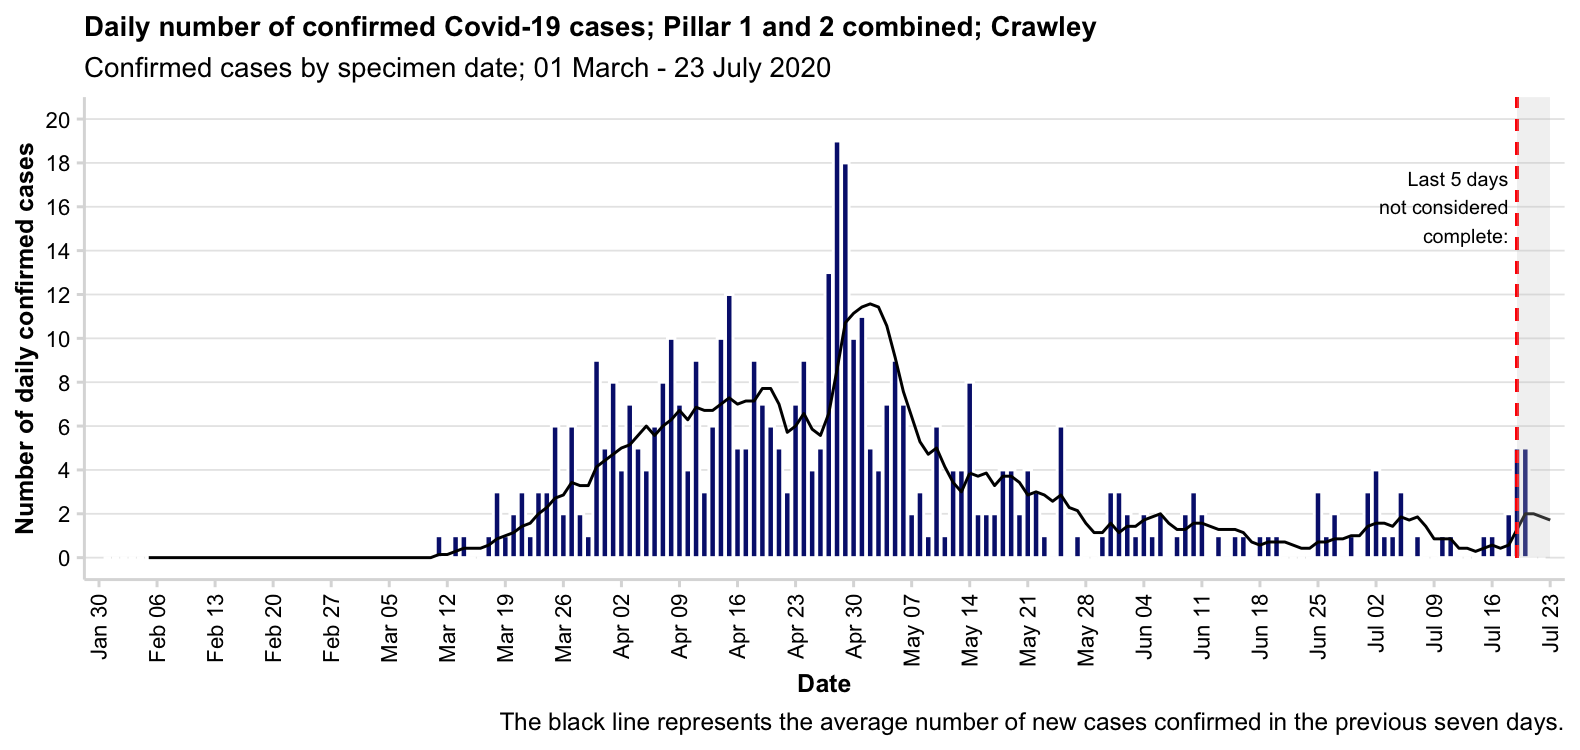 Daily number of confirmed Covid-19 cases; Pillar 1 and 2 combined; Crawley
Confirmed cases by specimen date; 01 March - 23 July 2020
Number of daily confirmed cases
20
18
16
14
12
10
8
6
4
2
0
Last 5 days
not considered
complete:
Jan 30
Feb 06
Feb 13
Feb 20
Feb 27
Mar 05
Mar 12
Mar 19
Mar 26
Apr 02
Apr 09
Apr 16
Apr 23
Apr 30
May 07
May 14
May 21
May 28
Jun 04
Jun 11
Jun 18
Jun 25
Jul 02
Jul 09
Jul 16
Jul 23
Date
The black line represents the average number of new cases confirmed in the previous seven days.